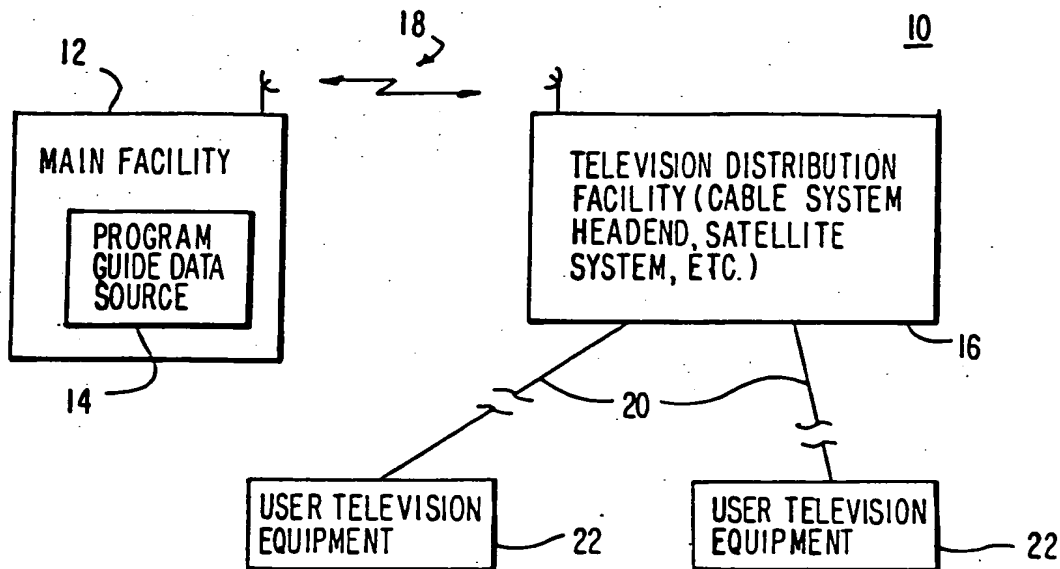 18
10
12
MAIN FACILITY
PROGRAM
GUIDE DATA
SOURCE
TELEVISION DISTRIBUTION
FACILITY (CABLE SYSTEM
HEADEND, SATELLITE
SYSTEM, ETC.)
16
14
20
USER TELEVISION
EQUIPMENT
22
USER TELEVISION
EQUIPMENT
22